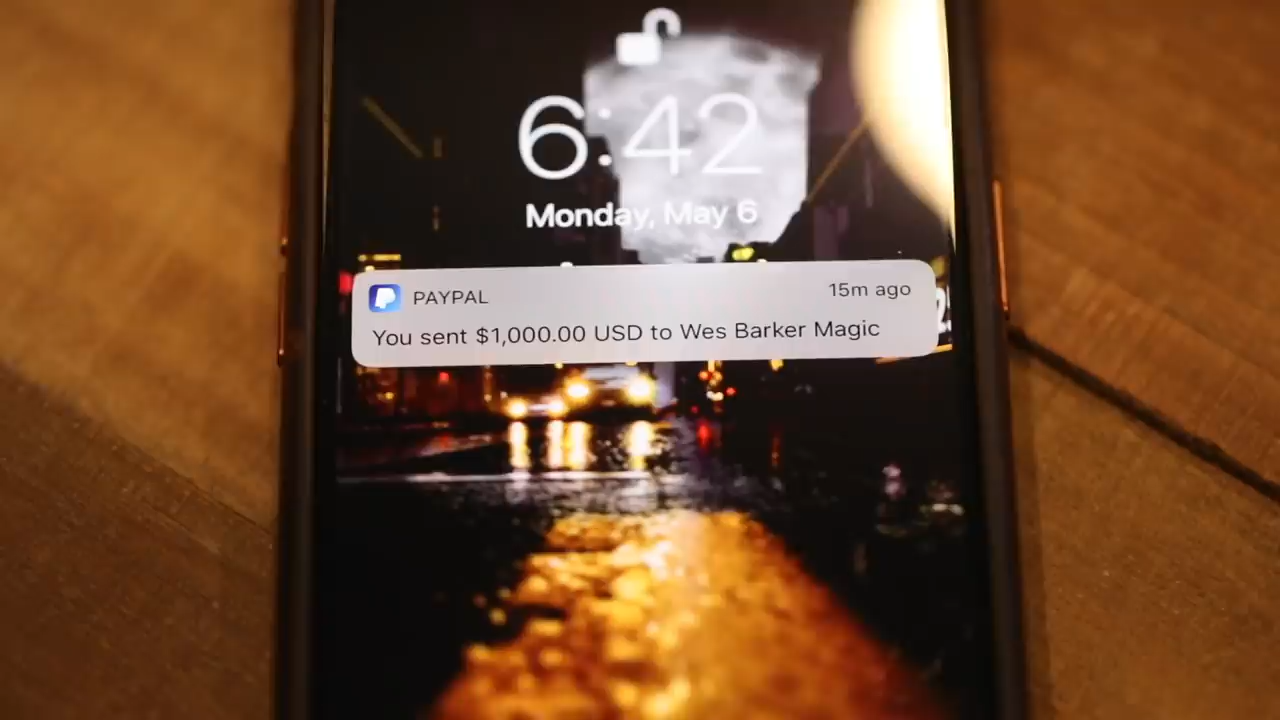 6:42
Monday, May 6
PAYPAL 15m ago
You sent $1,000.00 USD to Wes Barker Magic